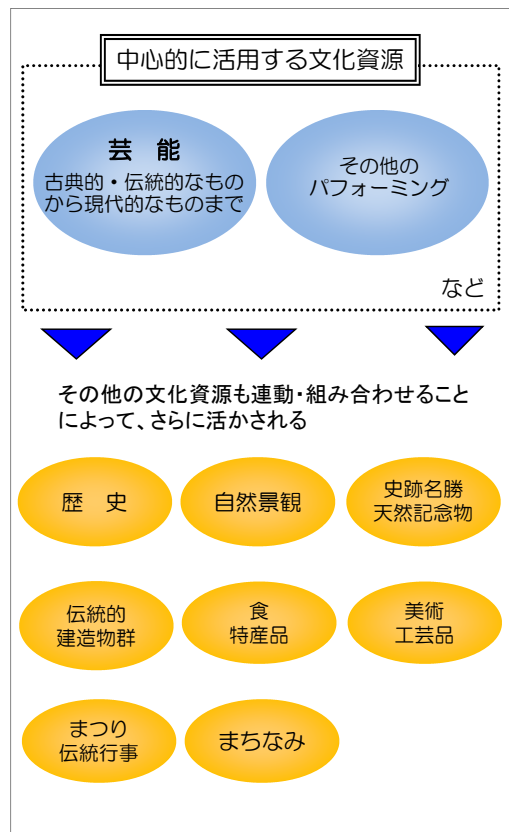 中心的に活用する文化資源
芸　能
古典的・伝統的なもの
から現代的なものまで
その他の
パフォーミング
など
その他の文化資源も連動・組み合わせること
によって、さらに活かされる
歴　史
自然景観
史跡名勝
天然記念物
伝統的
建造物群
食
特産品
美術
工芸品
まつり
伝統行事
まちなみ